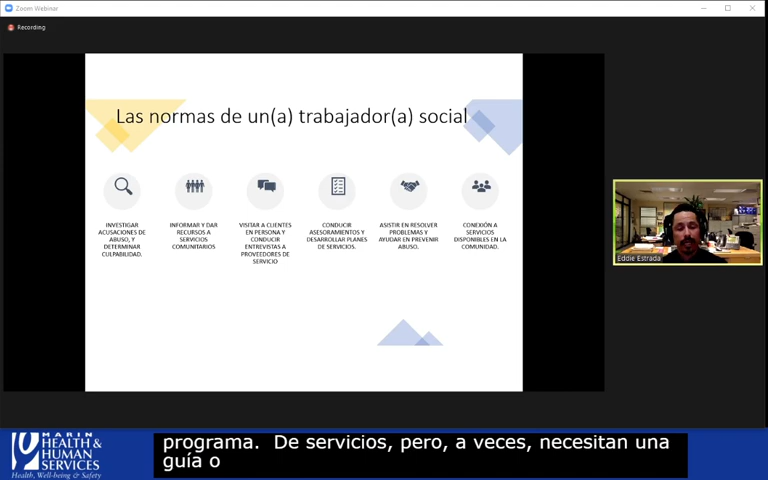 Zoom Webinar
Recording
Las normas de un(a) trabajador(a) social
INVESTIGAR
ACUSACIONES DE
ABUSO, Y
DETERMINAR
CULPABILIDAD.
INFORMAR Y DAR
RECURSOS A
SERVICIOS
COMUNITARIOS
VISITAR A CLIENTES
EN PERSONA Y
CONDUCIR
ENTREVISTAS A
PROVEEDORES DE
SERVICIO
CONDUCIR
ASESORAMIENTOS Y
DESARROLLAR PLANES
DE SERVICIOS.
ASISTIR EN RESOLVER
PROBLEMAS Y
AYUDAR EN PREVENIR
ABUSO.
CONEXIÓN A
SERVICIOS
DISPONIBLES EN LA
COMUNIDAD.
Eddie Estrada
MARIN
HEALTH &
HUMAN
SERVICES
Health, Well-being & Safety
programa.  De servicios, pero, a veces, necesitan una
guía o